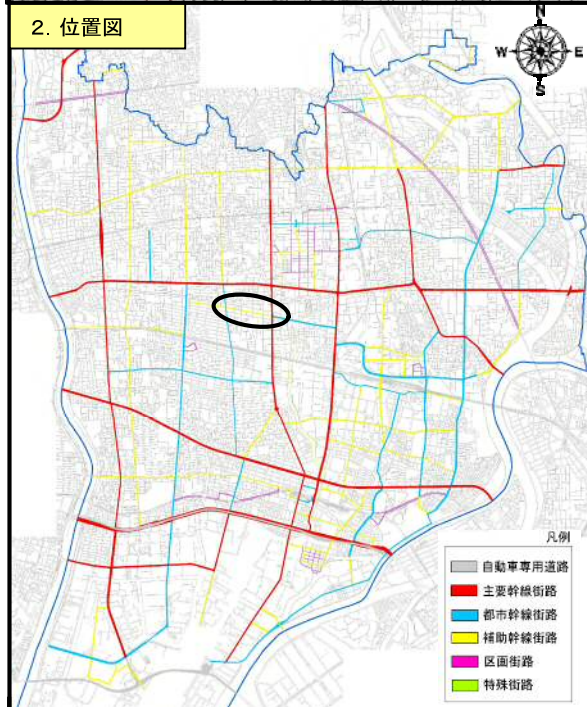 2. 位置図
N
W
E
S
凡例
自動車専用道路
主要幹線街路
都市幹線街路
補助幹線街路
区画街路
特殊街路